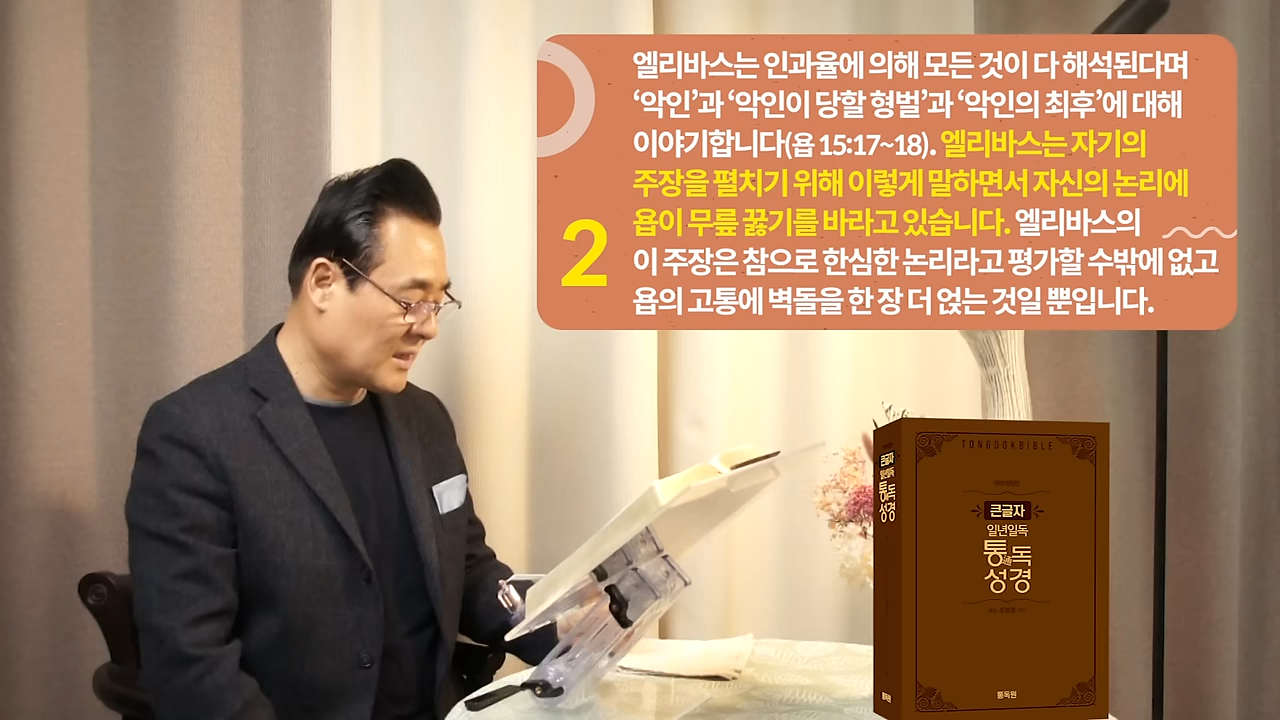 엘리바스는 인과율에 의해 모든 것이 다 해석된다며
‘악인’과 ‘악인이 당할 형벌’과 ‘악인의 최후’에 대해
이야기합니다(욥 15:17~18). 엘리바스는 자기의
주장을 펼치기 위해 이렇게 말하면서 자신의 논리에
욥이 무릎 꿇기를 바라고 있습니다. 엘리바스의
이 주장은 참으로 한심한 논리라고 평가할 수밖에 없고
욥의 고통에 벽돌을 한 장 더 얹는 것일 뿐입니다.
2
TONGDOKBIBLE
큰글자
일년일독
통독
성경
통독원
큰글자
일년일독
통독
성경
통독원